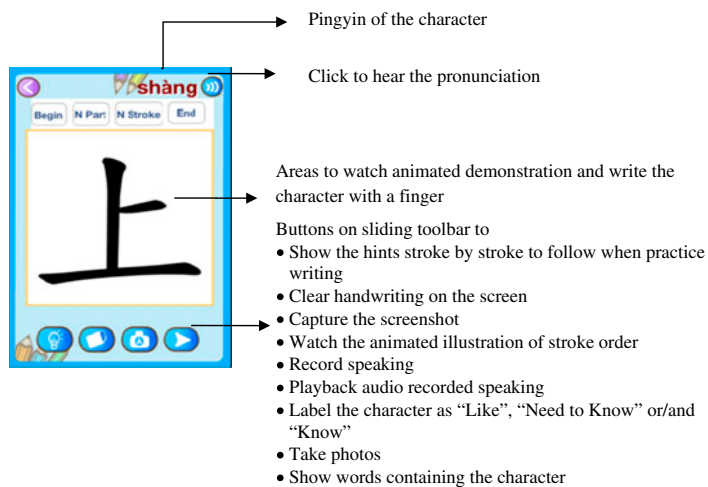 Pingyin of the character
Click to hear the pronunciation
shàng
Begin
N Part
N Stroke
End
上
Areas to watch animated demonstration and write the
character with a finger
Buttons on sliding toolbar to
• Show the hints stroke by stroke to follow when practice
writing
• Clear handwriting on the screen
• Capture the screenshot
• Watch the animated illustration of stroke order
• Record speaking
• Playback audio recorded speaking
• Label the character as “Like”, “Need to Know” or/and
“Know”
• Take photos
• Show words containing the character